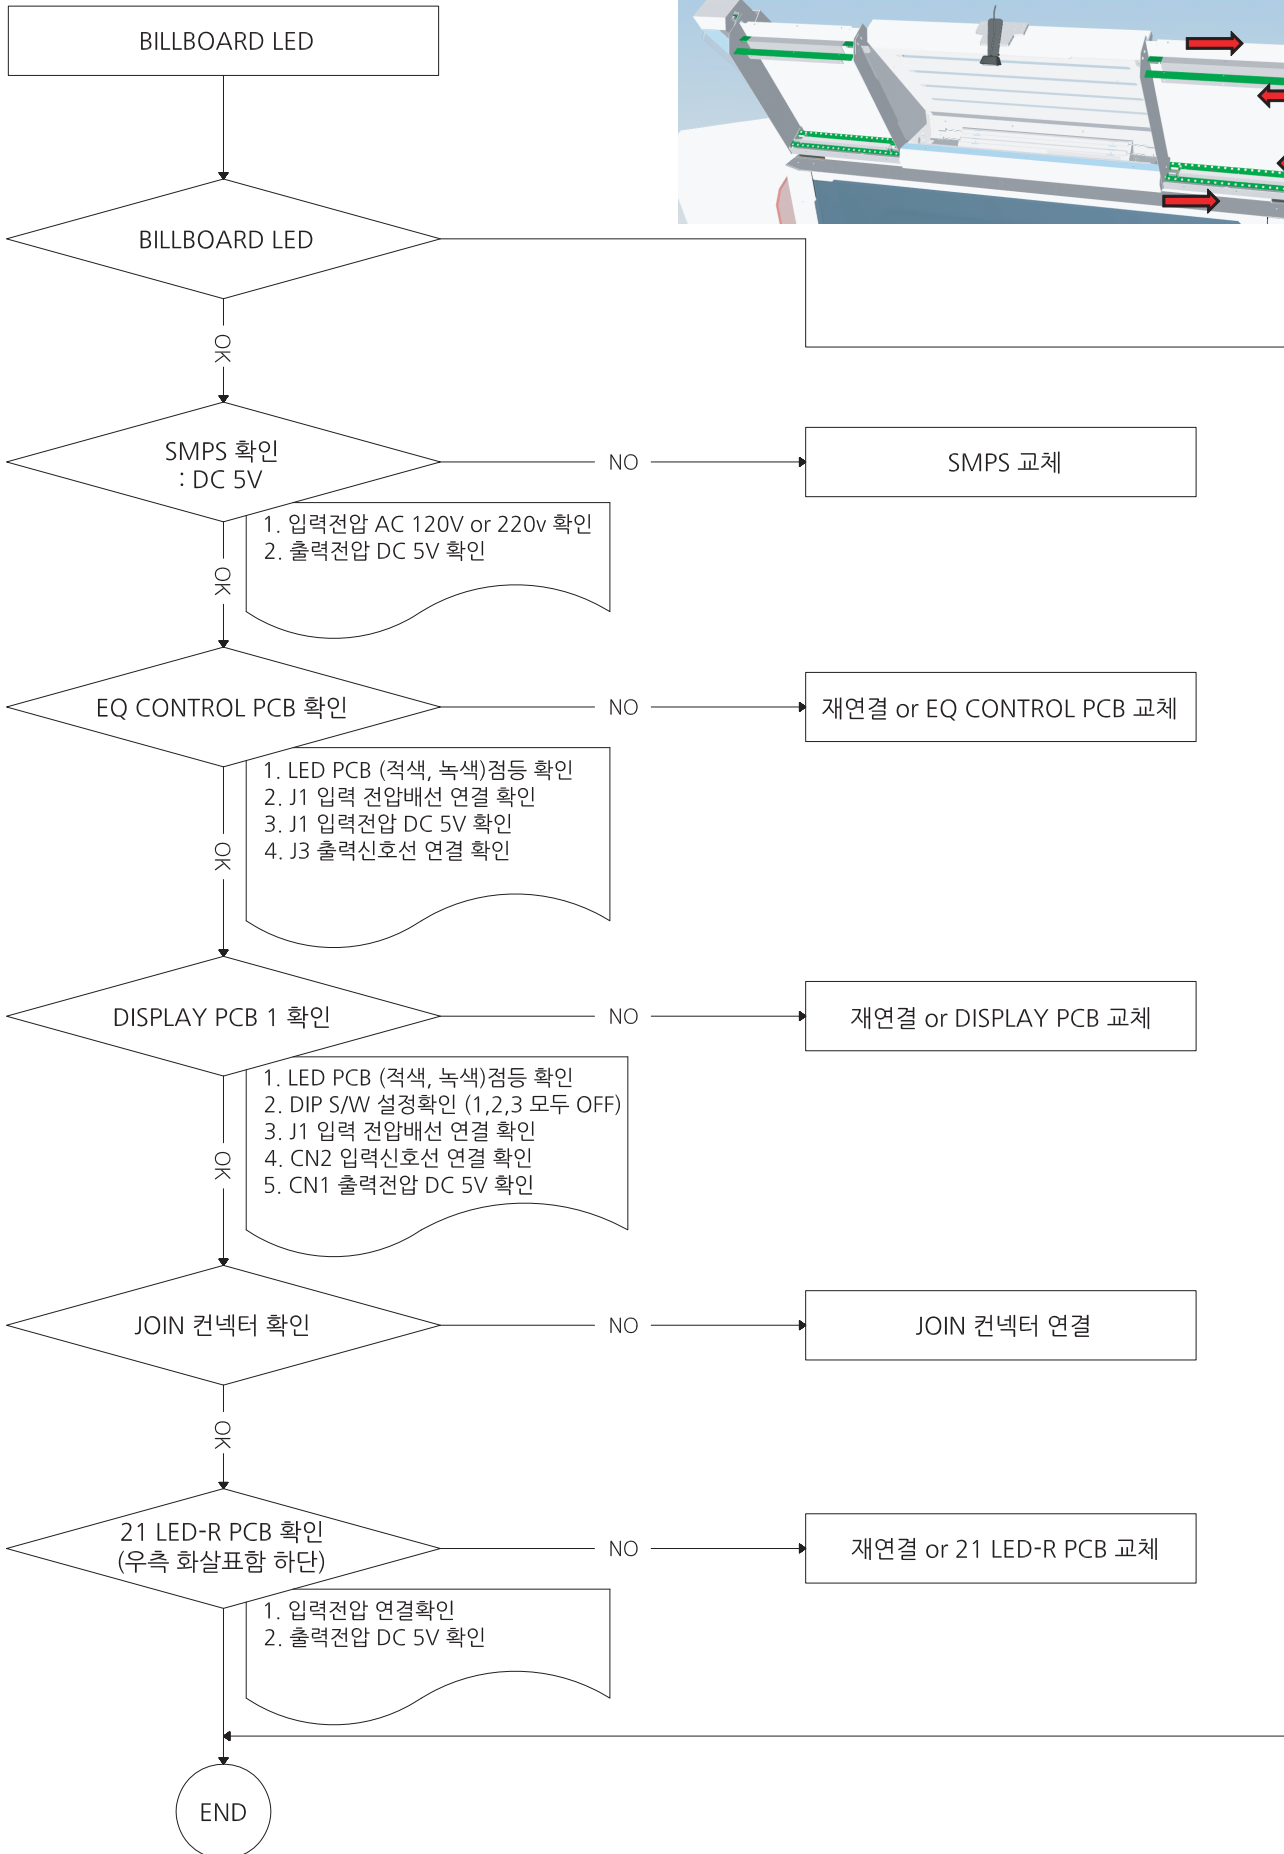 BILLBOARD LED
BILLBOARD LED
OK
SMPS 확인
: DC 5V
NO
SMPS 교체
1. 입력전압 AC 120V or 220v 확인
2. 출력전압 DC 5V 확인
OK
EQ CONTROL PCB 확인
NO
재연결 or EQ CONTROL PCB 교체
1. LED PCB (적색, 녹색)점등 확인
2. J1 입력 전압배선 연결 확인
3. J1 입력전압 DC 5V 확인
4. J3 출력신호선 연결 확인
OK
DISPLAY PCB 1 확인
NO
재연결 or DISPLAY PCB 교체
1. LED PCB (적색, 녹색)점등 확인
2. DIP S/W 설정확인 (1,2,3 모두 OFF)
3. J1 입력 전압배선 연결 확인
4. CN2 입력신호선 연결 확인
5. CN1 출력전압 DC 5V 확인
OK
JOIN 컨넥터 확인
NO
JOIN 컨넥터 연결
OK
21 LED-R PCB 확인
(우측 화살표함 하단)
NO
재연결 or 21 LED-R PCB 교체
1. 입력전압 연결확인
2. 출력전압 DC 5V 확인
END